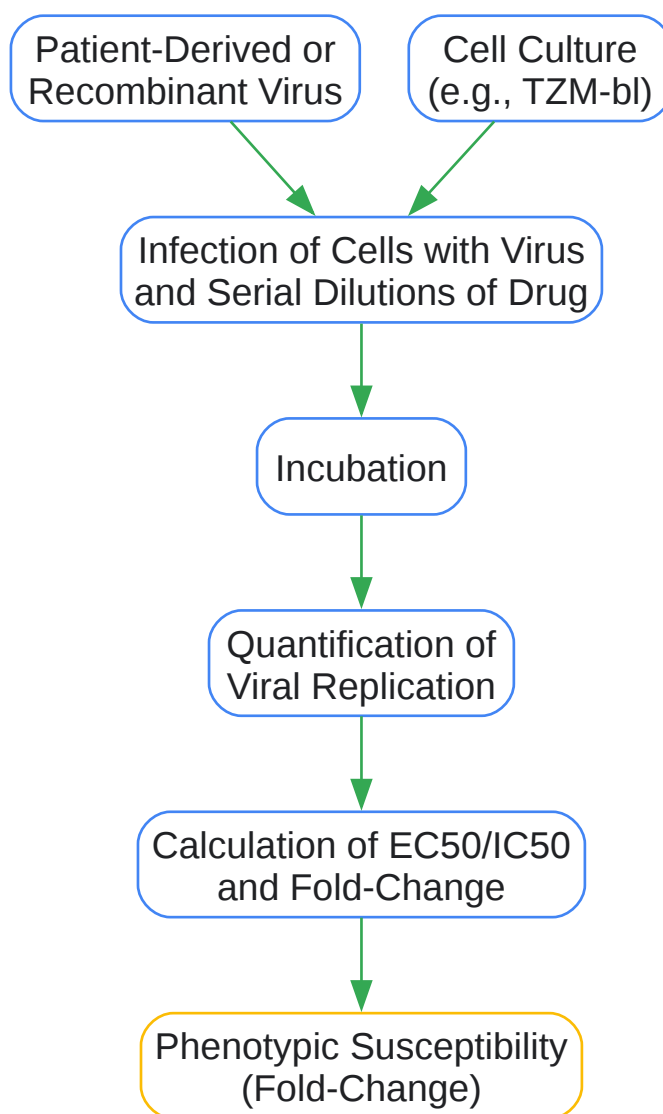 Patient-Derived or
Recombinant Virus
Cell Culture
(e.g., TZM-bl)
Infection of Cells with Virus
and Serial Dilutions of Drug
Incubation
Quantification of
Viral Replication
Calculation of EC50/IC50
and Fold-Change
Phenotypic Susceptibility
(Fold-Change)